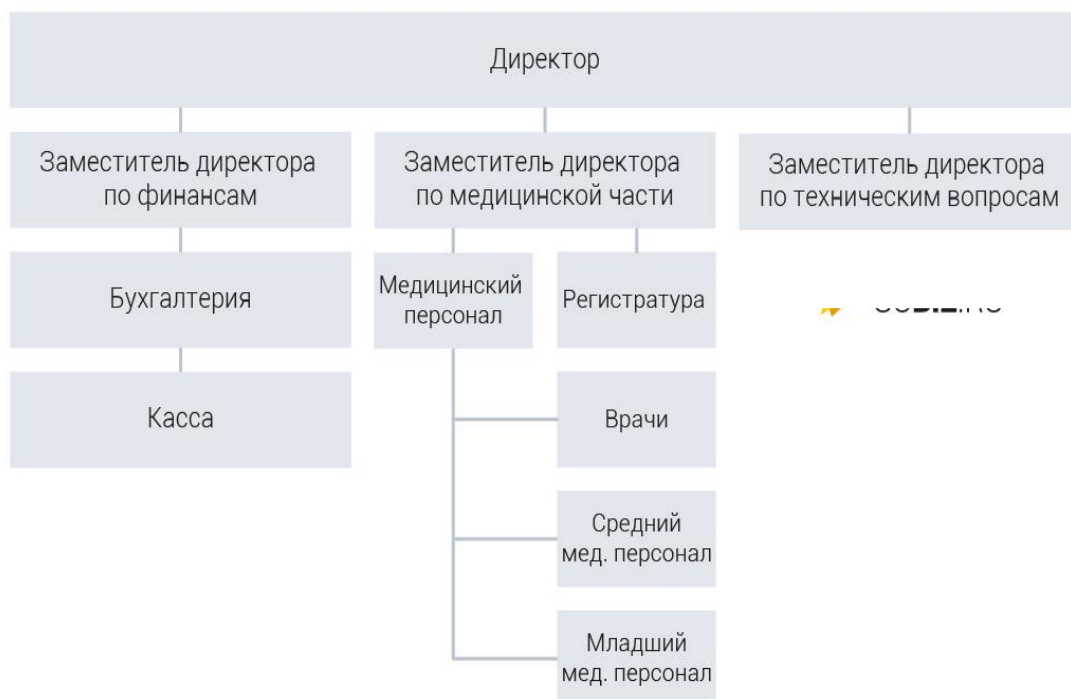 Директор
Заместитель директора
по финансам
Заместитель директора
по медицинской части
Заместитель директора
по техническим вопросам
Бухгалтерия
Медицинский
персонал
Регистратура
Касса
Врачи
Средний
мед. персонал
Младший
мед. персонал